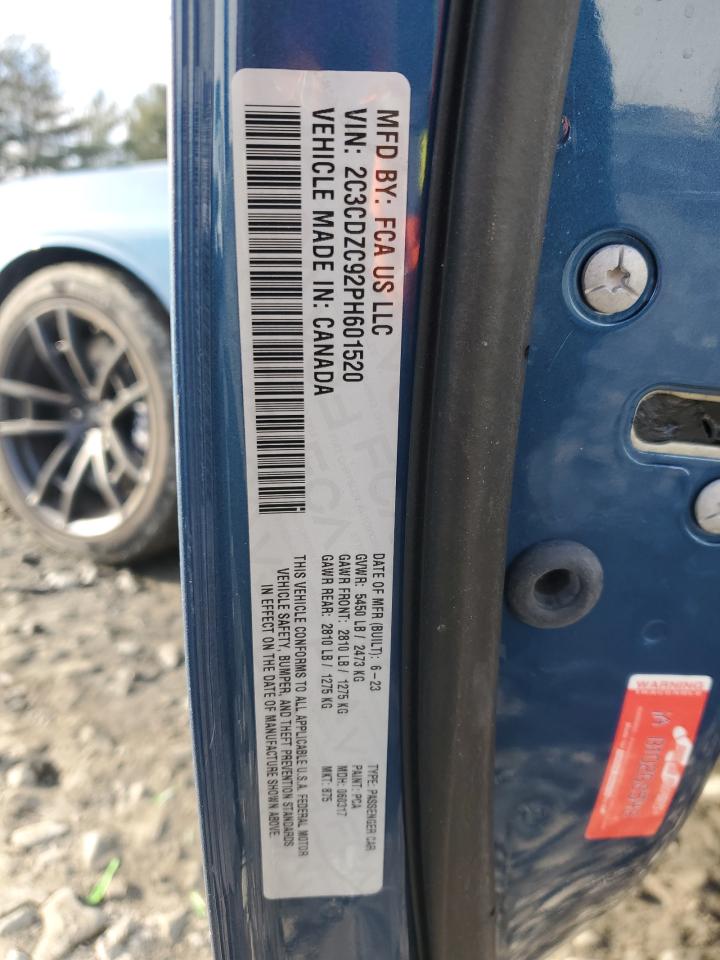 MFD BY: FCA US LLC
VIN: 2C3CDZC92PH601520
VEHICLE MADE IN: CANADA
DATE OF MFR (BUILT): 6-23
GVWR: 5450 LB / 2473 KG
GAWR FRONT: 2810 LB / 1275 KG
GAWR REAR: 2810 LB / 1275 KG
TYPE: PASSENGER CAR
PAINT: PCA
MDH: 060317
MKT: 875
THIS VEHICLE CONFORMS TO ALL APPLICABLE U.S.A. FEDERAL MOTOR
VEHICLE SAFETY, BUMPER, AND THEFT PREVENTION STANDARDS
IN EFFECT ON THE DATE OF MANUFACTURE SHOWN ABOVE.
WARNING